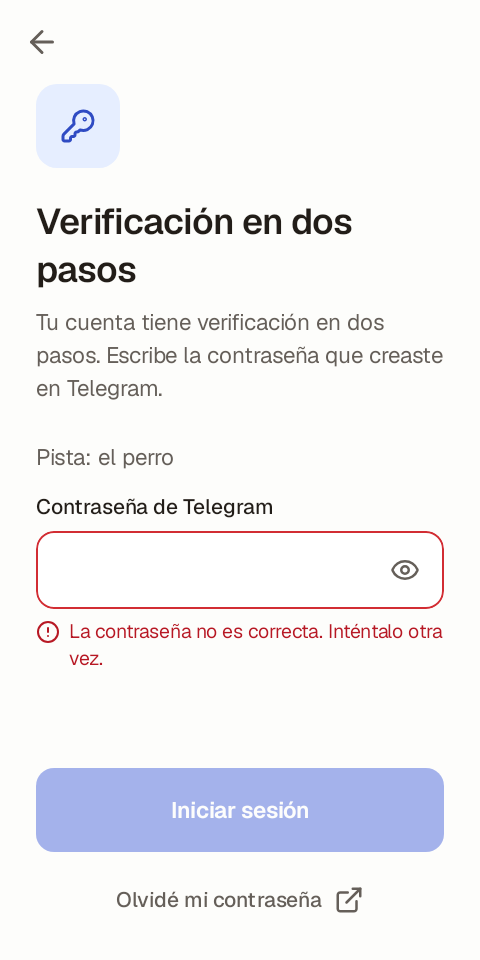 Verificación en dos
pasos
Tu cuenta tiene verificación en dos
pasos. Escribe la contraseña que creaste
en Telegram.
Pista: el perro
Contraseña de Telegram
La contraseña no es correcta. Inténtalo otra
vez.
Iniciar sesión
Olvidé mi contraseña